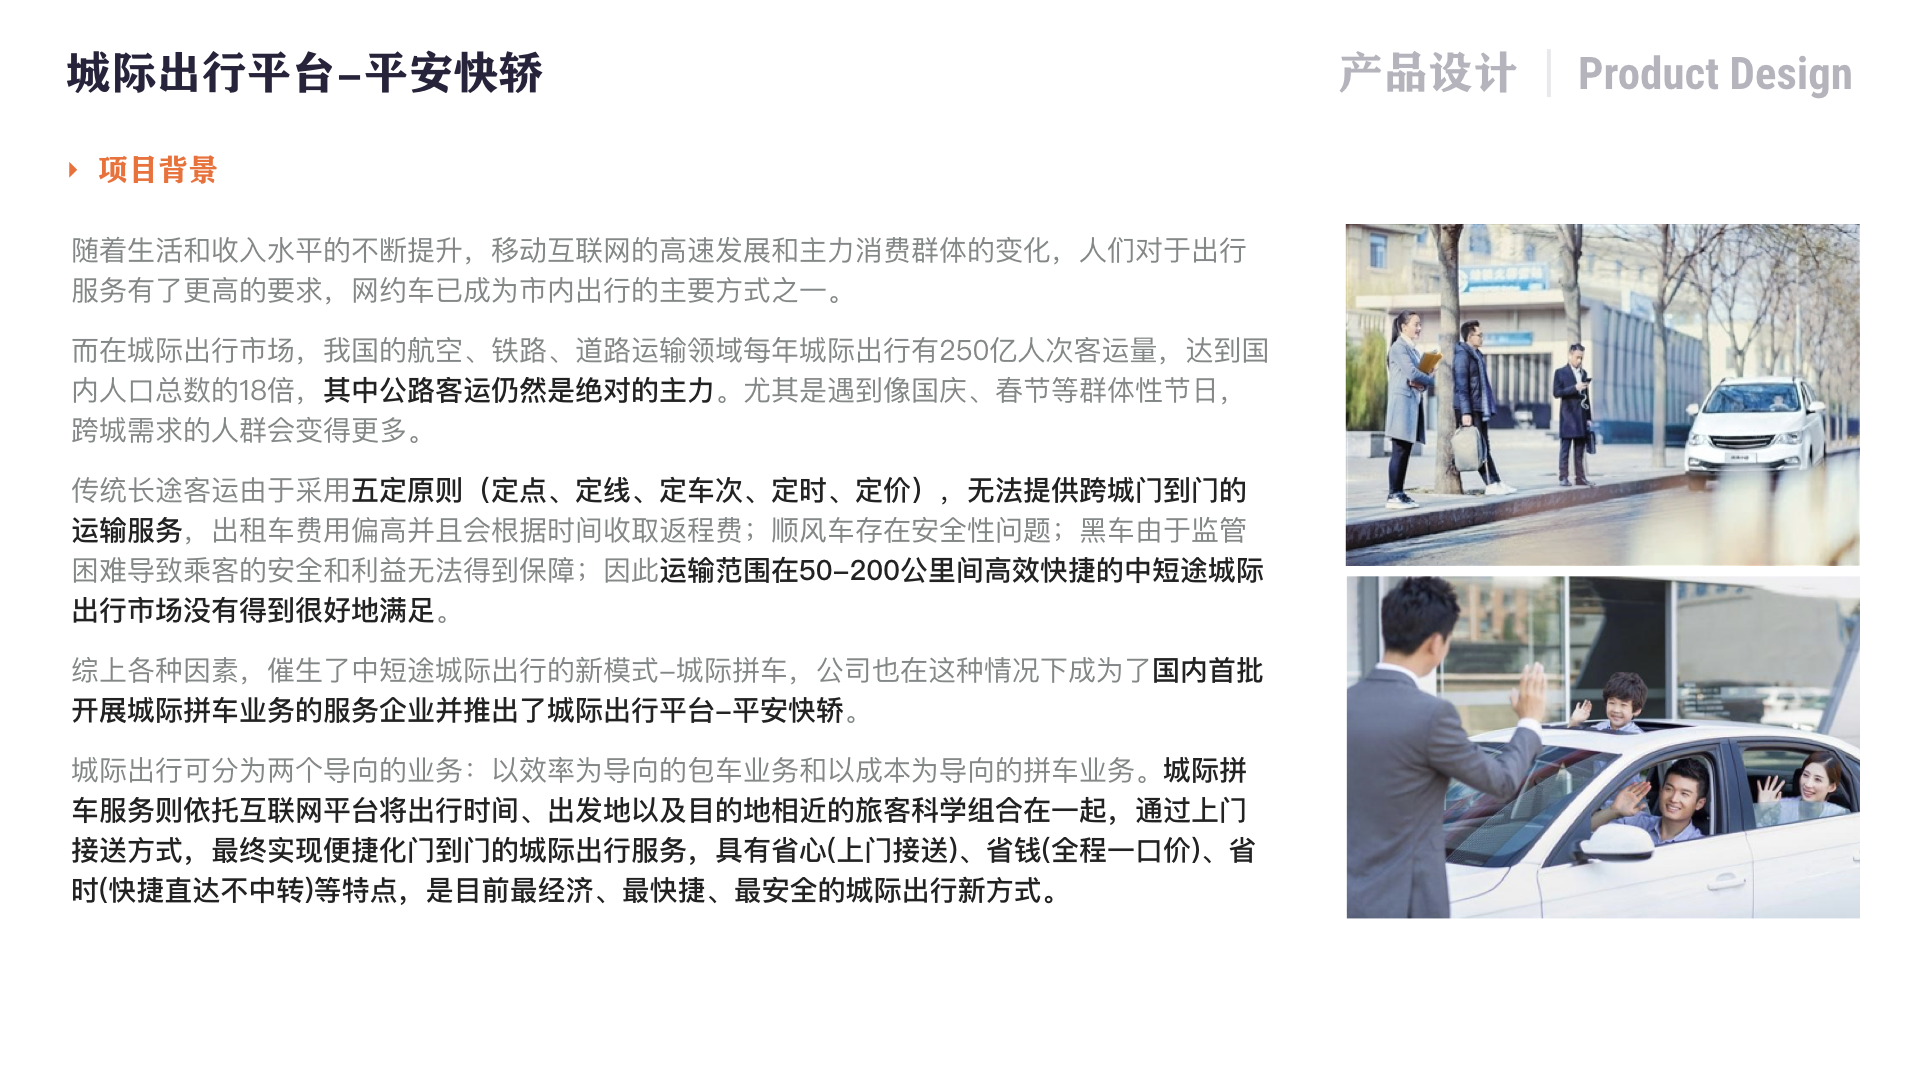 城际出行平台–平安快轿
产品设计 | Product Design
项目背景
随着生活和收入水平的不断提升，移动互联网的高速发展和主力消费群体的变化，人们对于出行
服务有了更高的要求，网约车已成为市内出行的主要方式之一。
而在城际出行市场，我国的航空、铁路、道路运输领域每年城际出行有250亿人次客运量，达到国
内人口总数的18倍，其中公路客运仍然是绝对的主力。尤其是遇到像国庆、春节等群体性节日，
跨城需求的人群会变得更多。
传统长途客运由于采用五定原则（定点、定线、定车次、定时、定价），无法提供跨城门到门的
运输服务，出租车费用偏高并且会根据时间收取返程费；顺风车存在安全性问题；黑车由于监管
困难导致乘客的安全和利益无法得到保障；因此运输范围在50–200公里间高效快捷的中短途城际
出行市场没有得到很好地满足。
综上各种因素，催生了中短途城际出行的新模式–城际拼车，公司也在这种情况下成为了国内首批
开展城际拼车业务的服务企业并推出了城际出行平台–平安快轿。
城际出行可分为两个导向的业务：以效率为导向的包车业务和以成本为导向的拼车业务。城际拼
车服务则依托互联网平台将出行时间、出发地以及目的地相近的旅客科学组合在一起，通过上门
接送方式，最终实现便捷化门到门的城际出行服务，具有省心(上门接送)、省钱(全程一口价)、省
时(快捷直达不中转)等特点，是目前最经济、最快捷、最安全的城际出行新方式。